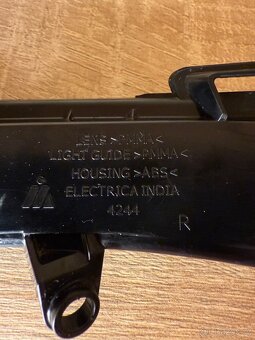 LENS >PMMA<
LIGHT GUIDE >PMMA<
HOUSING >ABS<
ELECTRICA INDIA
4244
R